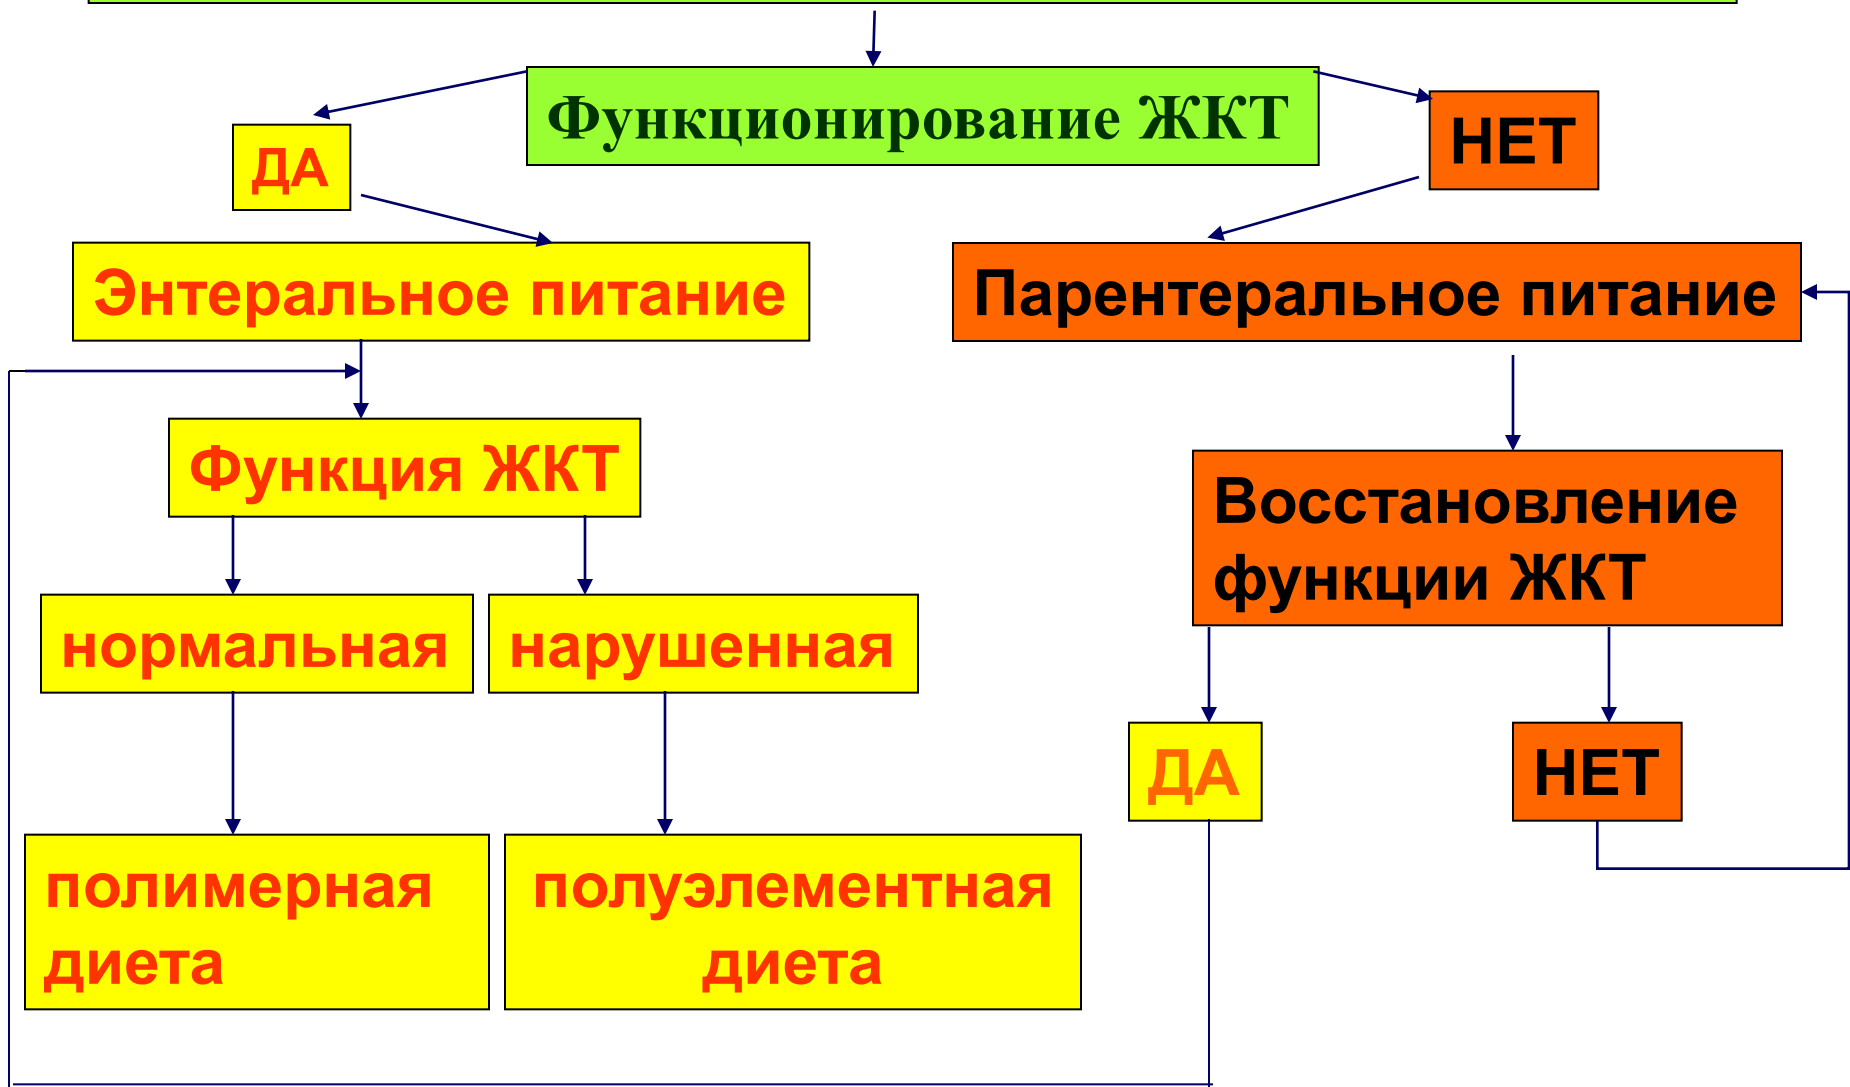 Функционирование ЖКТ
ДА
НЕТ
Энтеральное питание
Парентеральное питание
Функция ЖКТ
Восстановление
функции ЖКТ
нормальная
нарушенная
ДА
НЕТ
полимерная
диета
полуэлементная
диета